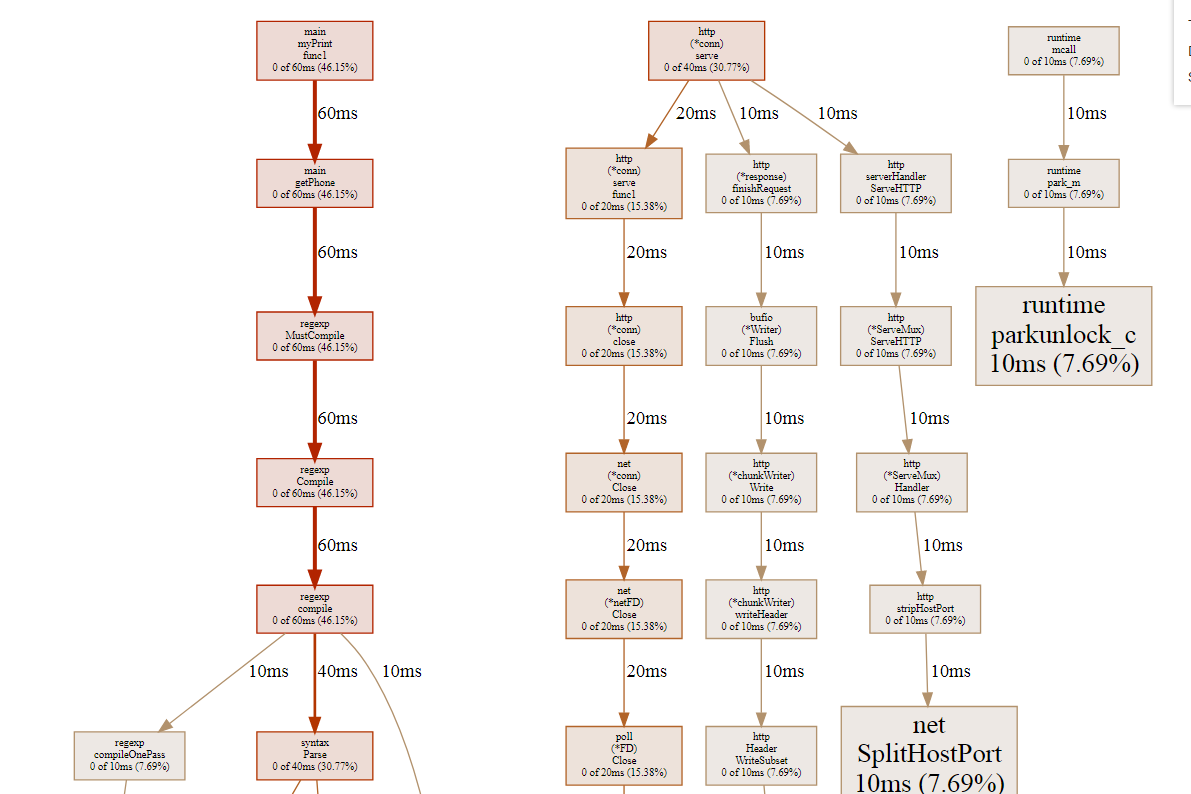 main
myPrint
func1
0 of 60ms (46.15%)
http
(*conn)
serve
0 of 40ms (30.77%)
runtime
mcall
0 of 10ms (7.69%)
60ms
20ms
10ms
10ms
10ms
main
getPhone
0 of 60ms (46.15%)
http
(*conn)
serve
func1
0 of 20ms (15.38%)
http
(*response)
finishRequest
0 of 10ms (7.69%)
http
serverHandler
ServeHTTP
0 of 10ms (7.69%)
runtime
park_m
0 of 10ms (7.69%)
60ms
20ms
10ms
10ms
10ms
regexp
MustCompile
0 of 60ms (46.15%)
http
(*conn)
close
0 of 20ms (15.38%)
bufio
(*Writer)
Flush
0 of 10ms (7.69%)
http
(*ServeMux)
ServeHTTP
0 of 10ms (7.69%)
runtime
parkunlock_c
10ms (7.69%)
60ms
20ms
10ms
10ms
regexp
Compile
0 of 60ms (46.15%)
net
(*conn)
Close
0 of 20ms (15.38%)
http
(*chunkWriter)
Write
0 of 10ms (7.69%)
http
(*ServeMux)
Handler
0 of 10ms (7.69%)
60ms
20ms
10ms
10ms
regexp
compile
0 of 60ms (46.15%)
net
(*netFD)
Close
0 of 20ms (15.38%)
http
(*chunkWriter)
writeHeader
0 of 10ms (7.69%)
http
stripHostPort
0 of 10ms (7.69%)
10ms
40ms
10ms
20ms
10ms
10ms
regexp
compileOnePass
0 of 10ms (7.69%)
syntax
Parse
0 of 40ms (30.77%)
poll
(*FD)
Close
0 of 20ms (15.38%)
http
Header
WriteSubset
0 of 10ms (7.69%)
net
SplitHostPort
10ms (7.69%)